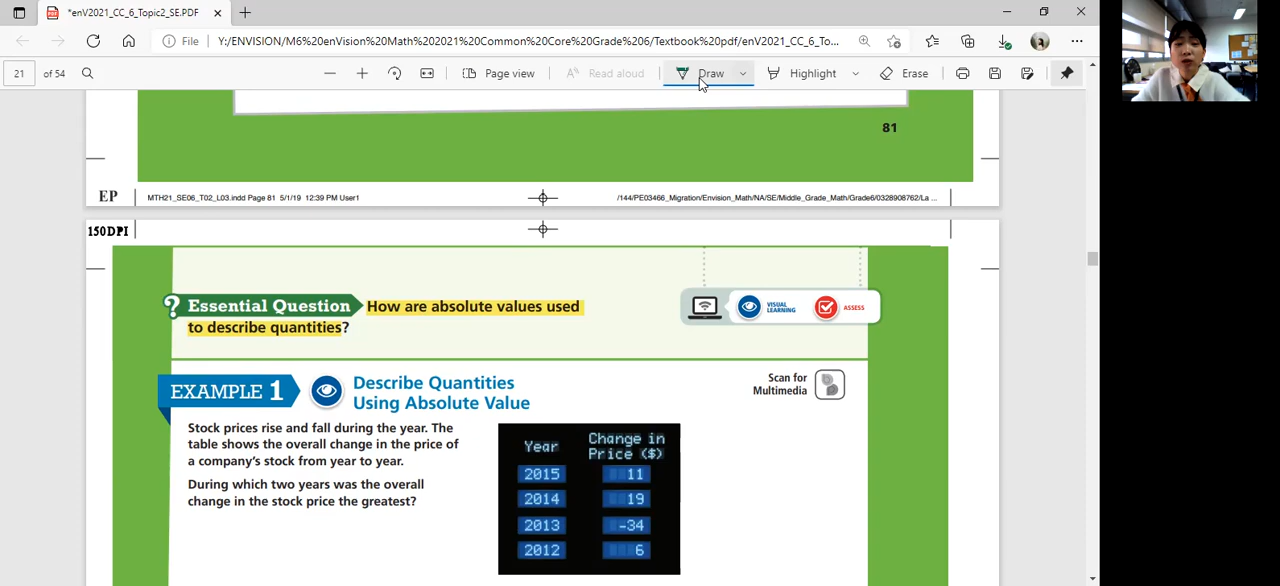 *enV2021_CC_6_Topic2_SE.PDF
File
Y:/ENVISION/M6%20enVision%20Math%202021%20Common%20Core%20Grade%206/Textbook%20pdf/enV2021_CC_6_To...
21 of 54
Page view
Read aloud
Draw
Highlight
Erase
81
EP
MTH21_SE06_T02_L03.indd Page 81 5/1/19 12:39 PM User1
/144/PE03466_Migration/Envision_Math/NA/SE/Middle_Grade_Math/Grade6/0328908762/La ...
150DPI
? Essential Question How are absolute values used
to describe quantities?
VISUAL
LEARNING
ASSESS
EXAMPLE 1
Describe Quantities
Using Absolute Value
Scan for
Multimedia
Stock prices rise and fall during the year. The
table shows the overall change in the price of
a company's stock from year to year.
During which two years was the overall
change in the stock price the greatest?
Year Change in
Price ($)
2015 11
2014 19
2013 -34
2012 6